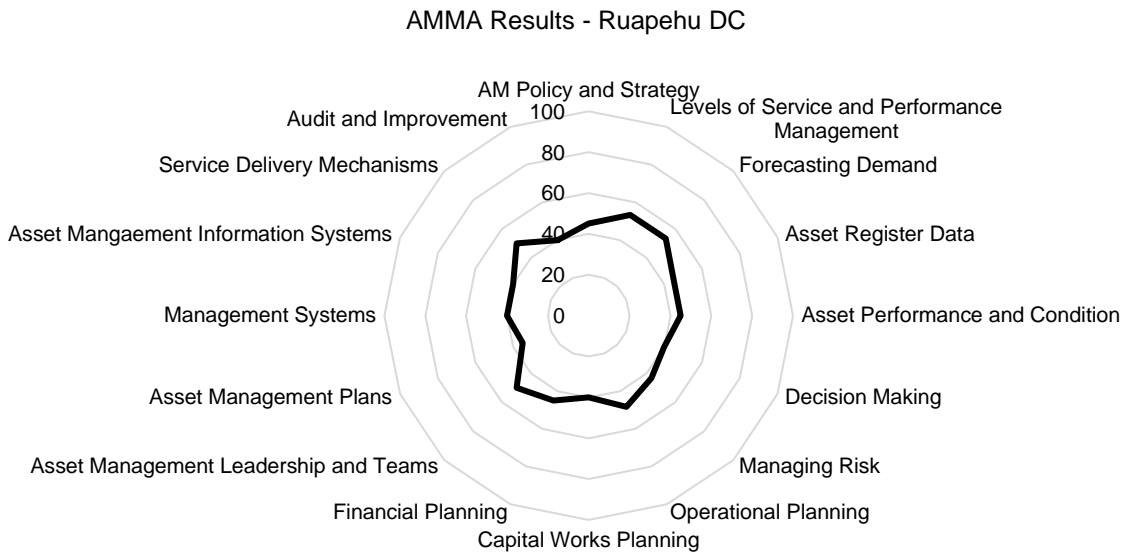 AMMA Results - Ruapehu DC
AM Policy and Strategy
Levels of Service and Performance
Management
Forecasting Demand
Asset Register Data
Asset Performance and Condition
Decision Making
Managing Risk
Operational Planning
Capital Works Planning
Financial Planning
Asset Management Leadership and Teams
Asset Management Plans
Management Systems
Asset Mangaement Information Systems
Service Delivery Mechanisms
Audit and Improvement
100
80
60
40
20
0